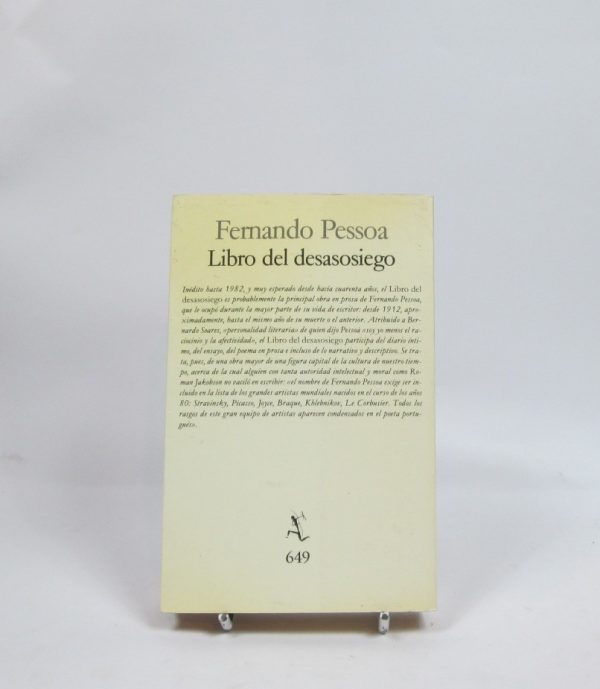 Fernando Pessoa
Libro del desasosiego
Inédito hasta 1982, y muy esperado desde hacía cuarenta años, el Libro del
desasosiego es probablemente la principal obra en prosa de Fernando Pessoa,
que le ocupó durante la mayor parte de su vida de escritor: desde 1912, apro-
ximadamente, hasta el mismo año de su muerte o el anterior. Atribuido a Ber-
nardo Soares, «personalidad literaria» de quien dijo Pessoa «soy yo menos el ra-
ciocinio y la afectividad», el Libro del desasosiego participa del diario ínti-
mo, del ensayo, del poema en prosa e incluso de lo narrativo y descriptivo. Se tra-
ta, pues, de una obra mayor de una figura capital de la cultura de nuestro tiem-
po, acerca de la cual alguien con tanta autoridad intelectual y moral como Ro-
man Jakobson no vaciló en escribir: «el nombre de Fernando Pessoa exige ser in-
cluido en la lista de los grandes artistas mundiales nacidos en el curso de los años
80: Stravinsky, Picasso, Joyce, Braque, Khlebnikov, Le Corbusier. Todos los
rasgos de este gran equipo de artistas aparecen condensados en el poeta portu-
gués».
649